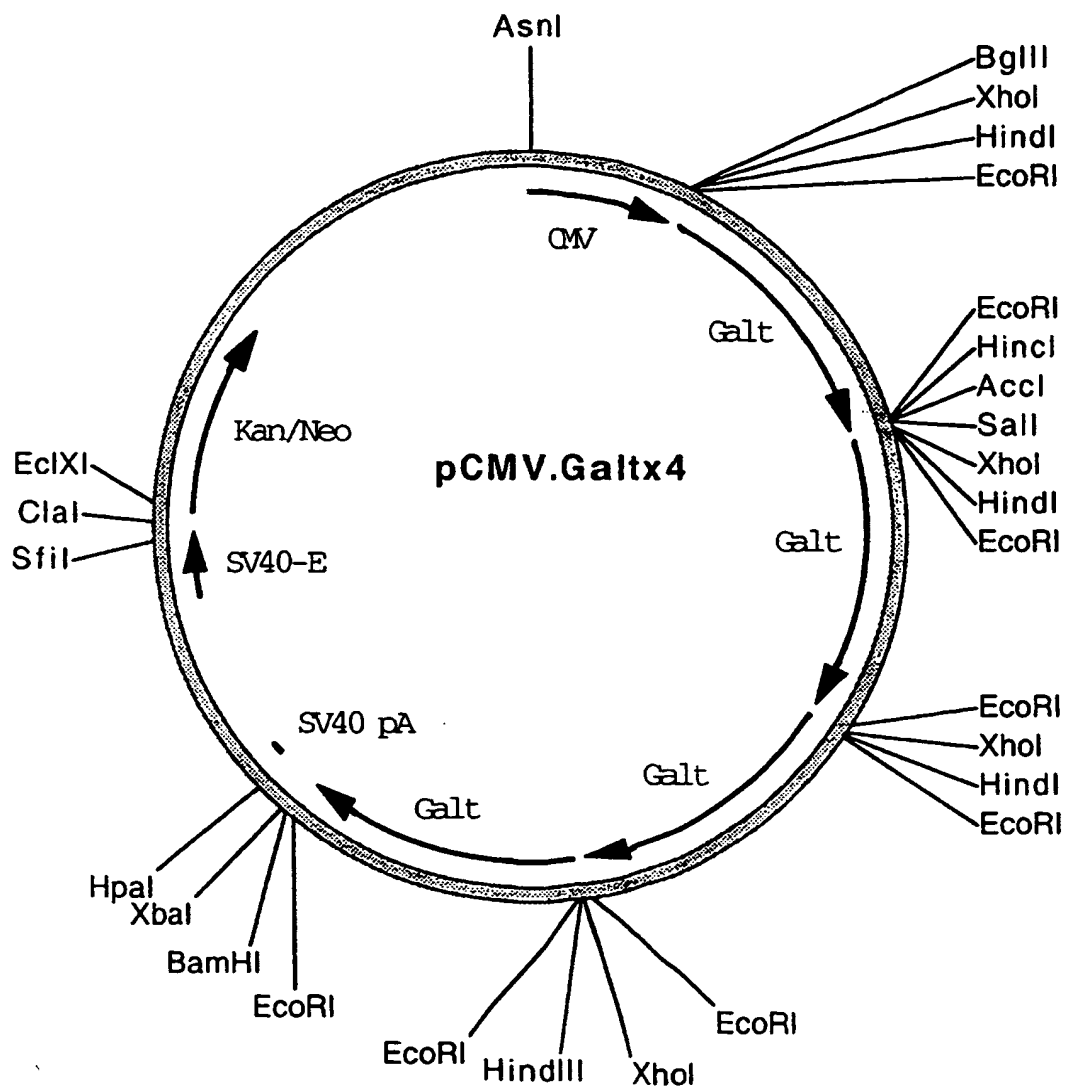 AsnI
BglII
XhoI
HindI
EcoRI
CMV
Galt
EcoRI
HincI
AccI
SalI
XhoI
HindI
EcoRI
Kan/Neo
pCMV.Galtx4
EclXI
ClaI
SfiI
SV40-E
Galt
EcoRI
XhoI
HindI
EcoRI
SV40 pA
Galt
Galt
HpaI
XbaI
BamHI
EcoRI
EcoRI
HindIII
XhoI
EcoRI